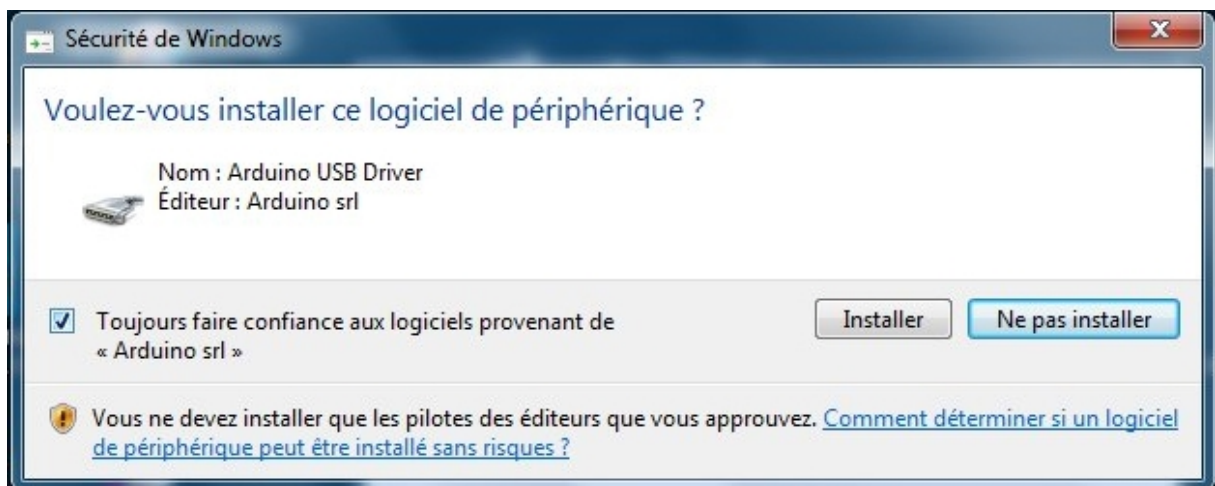 Sécurité de Windows
Voulez-vous installer ce logiciel de périphérique ?
Nom : Arduino USB Driver
Éditeur : Arduino srl
Toujours faire confiance aux logiciels provenant de
« Arduino srl »
Installer
Ne pas installer
Vous ne devez installer que les pilotes des éditeurs que vous approuvez. Comment déterminer si un logiciel
de périphérique peut être installé sans risques ?